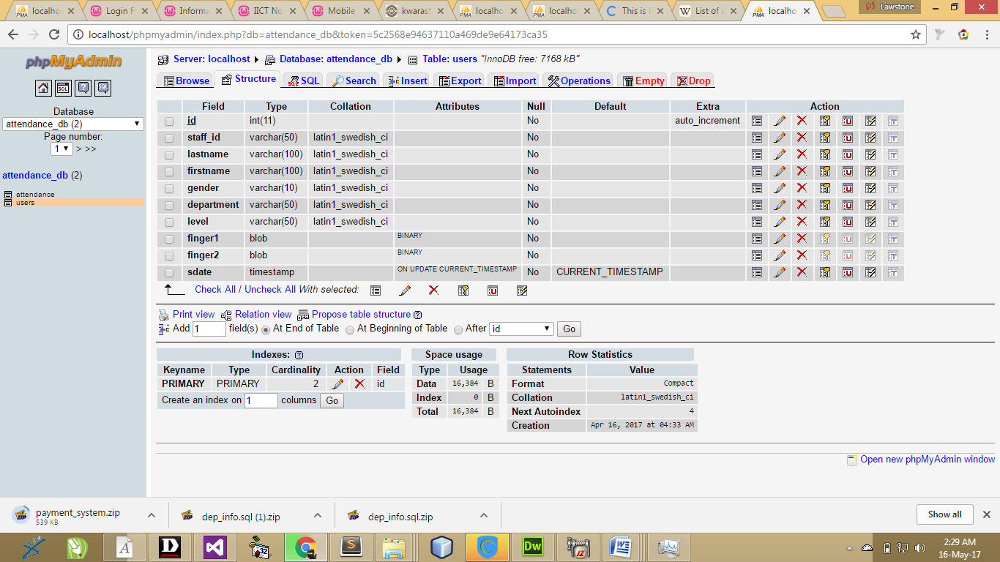 localho
Login F
Informa
IICT No
Mobile
kwarast
localho
localho
This is
List of a
localho
Lawstone
localhost/phpmyadmin/index.php?db=attendance_db&token=5c2568e94637110a469de9e64173ca35
phpMyAdmin
Database
attendance_db (2)
Page number:
1 > >>
attendance_db (2)
attendance
users
Server: localhost Database: attendance_db Table: users "InnoDB free: 7168 kB"
Browse Structure SQL Search Insert Export Import Operations Empty Drop
Field Type Collation Attributes Null Default Extra Action
id int(11) No auto_increment
staff_id varchar(50) latin1_swedish_ci No
lastname varchar(100) latin1_swedish_ci No
firstname varchar(100) latin1_swedish_ci No
gender varchar(10) latin1_swedish_ci No
department varchar(50) latin1_swedish_ci No
level varchar(50) latin1_swedish_ci No
finger1 blob BINARY No
finger2 blob BINARY No
sdate timestamp ON UPDATE CURRENT_TIMESTAMP No CURRENT_TIMESTAMP
Check All / Uncheck All With selected:
Print view Relation view Propose table structure
Add 1 field(s) At End of Table At Beginning of Table After id Go
Indexes:
Keyname Type Cardinality Action Field
PRIMARY PRIMARY 2 id
Create an index on 1 columns Go
Space usage
Type Usage
Data 16,384 B
Index 0 B
Total 16,384 B
Row Statistics
Statements Value
Format Compact
Collation latin1_swedish_ci
Next Autoindex 4
Creation Apr 16, 2017 at 04:33 AM
Open new phpMyAdmin window
payment_system.zip
539 KB
dep_info.sql (1).zip
dep_info.sql.zip
Show all
2:29 AM
16-May-17